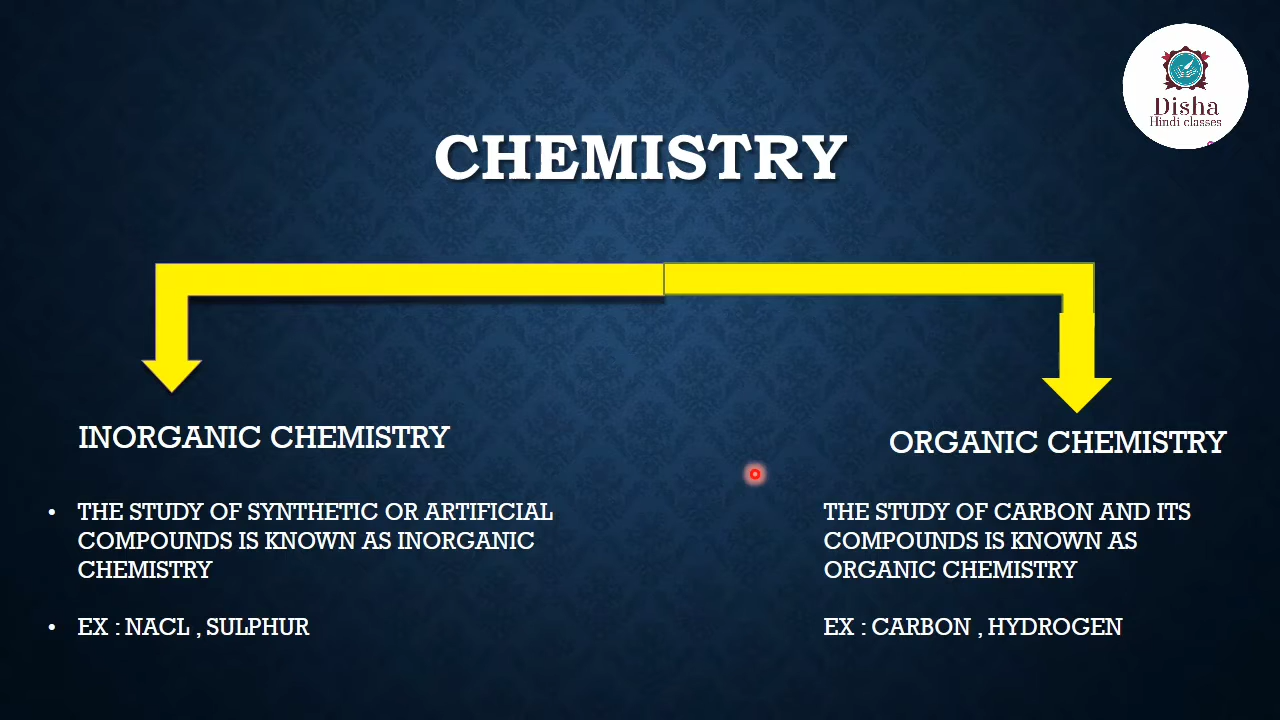 Disha
Hindi classes
CHEMISTRY
INORGANIC CHEMISTRY
• THE STUDY OF SYNTHETIC OR ARTIFICIAL
COMPOUNDS IS KNOWN AS INORGANIC
CHEMISTRY
• EX : NACL , SULPHUR
ORGANIC CHEMISTRY
THE STUDY OF CARBON AND ITS
COMPOUNDS IS KNOWN AS
ORGANIC CHEMISTRY
EX : CARBON , HYDROGEN